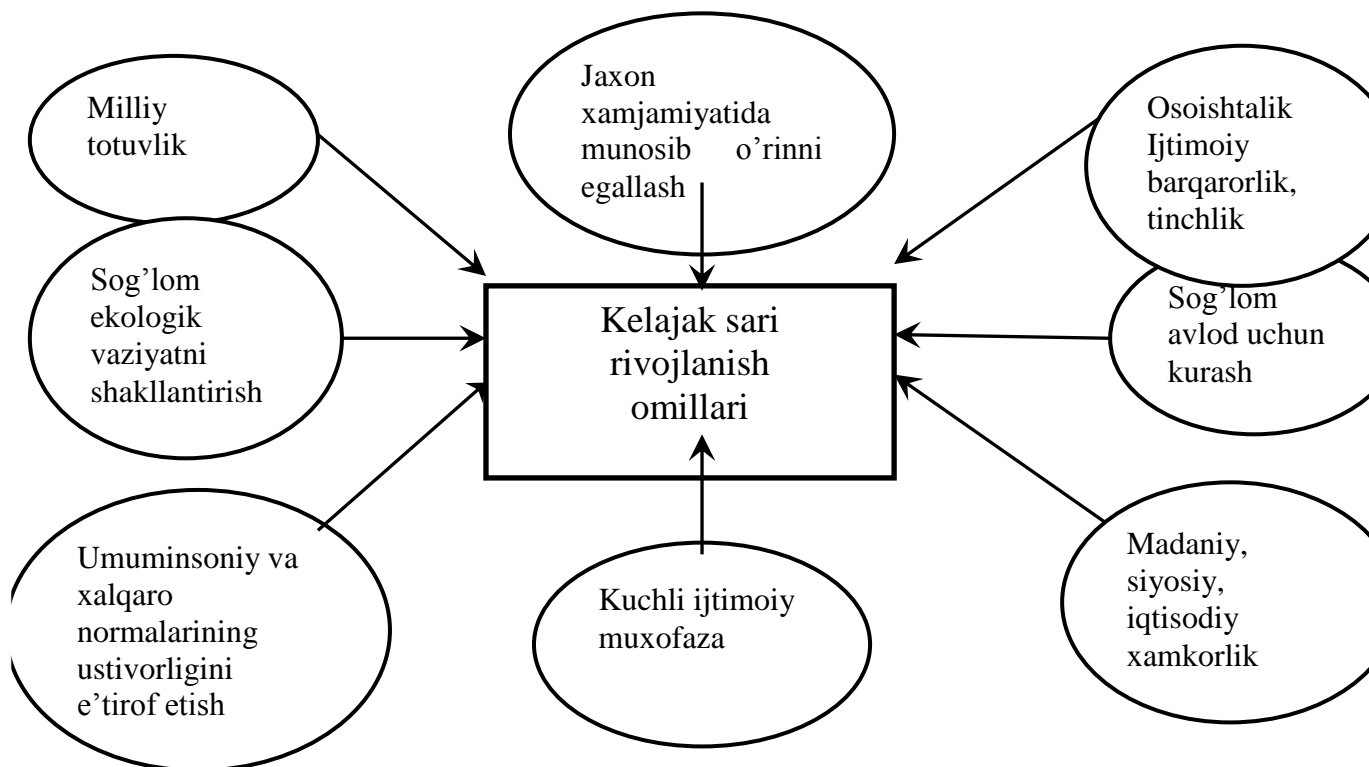 Milliy
totuvlik
Jaxon
xamjamiyatida
munosib o’rinni
egallash
Osoishtalik
Ijtimoiy
barqarorlik,
tinchlik
Sog’lom
ekologik
vaziyatni
shakllantirish
Kelajak sari
rivojlanish
omillari
Sog’lom
avlod uchun
kurash
Umuminsoniy va
xalqaro
normalarining
ustivorligini
e’tirof etish
Kuchli ijtimoiy
muxofaza
Madaniy,
siyosiy,
iqtisodiy
xamkorlik